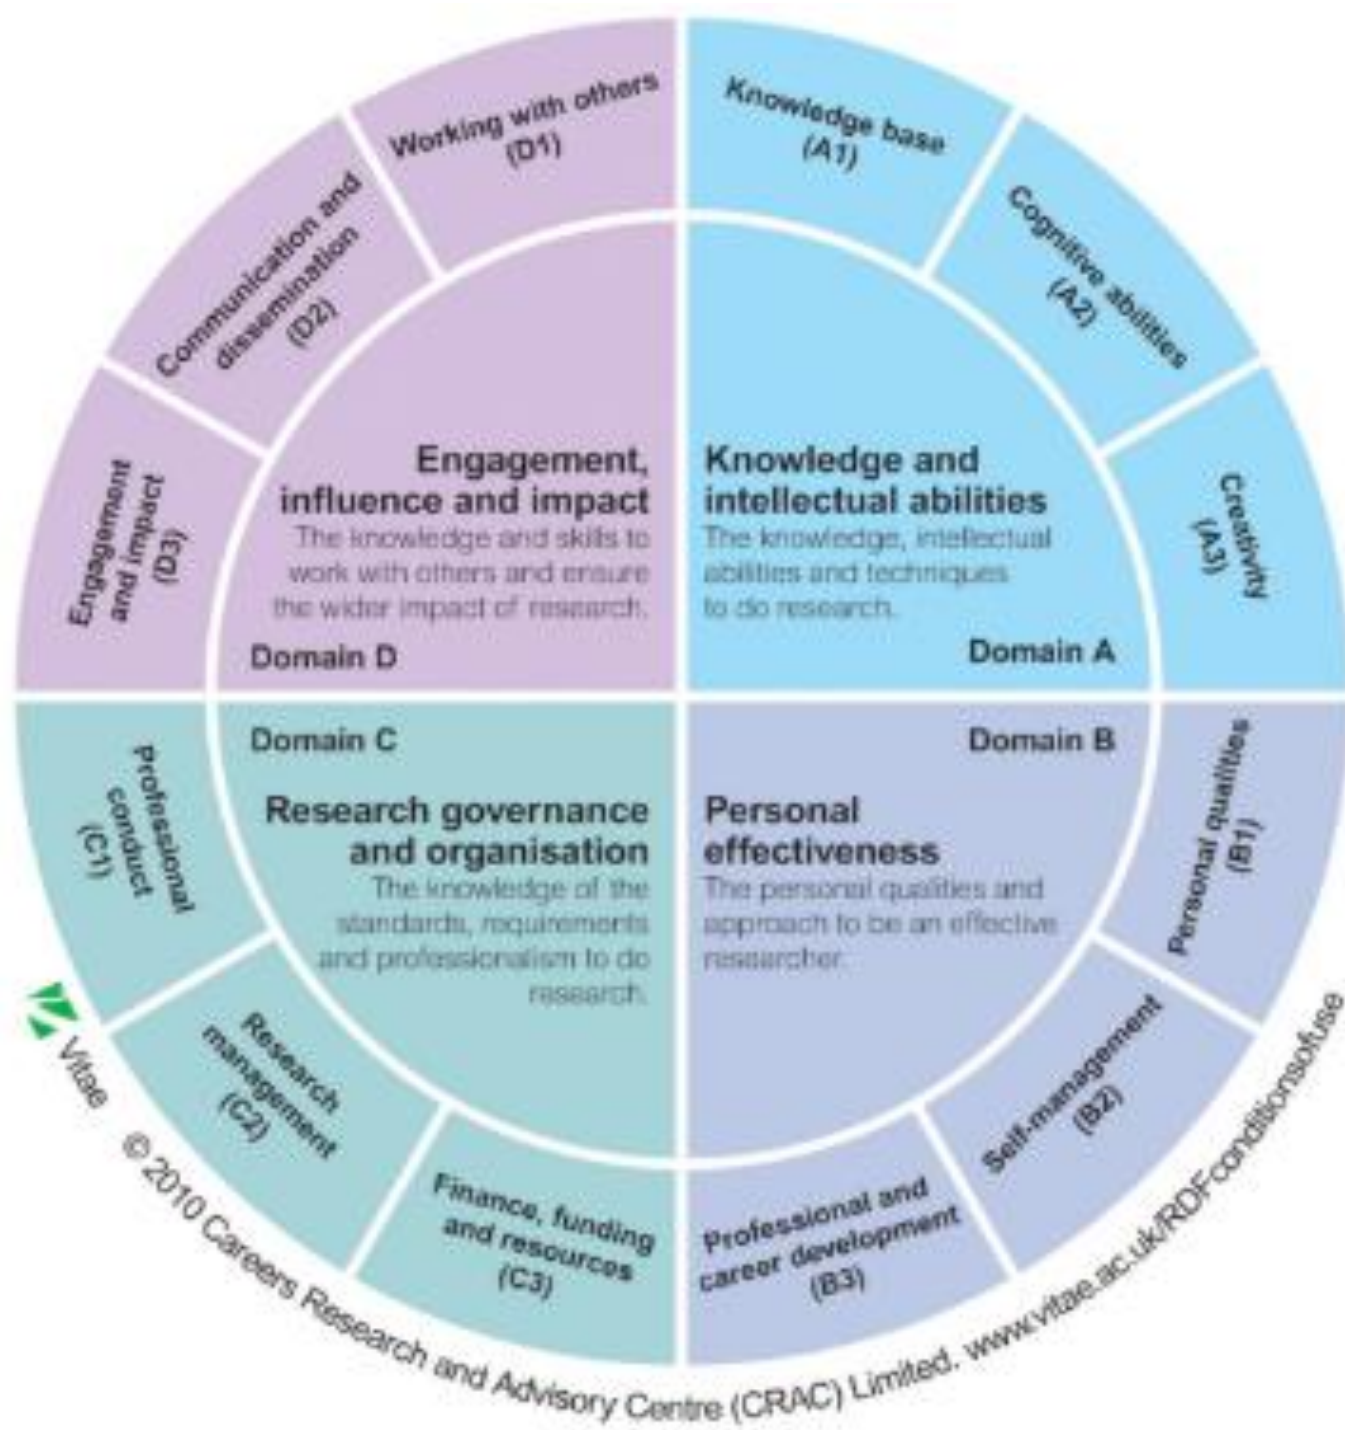 Knowledge base
(A1)
Cognitive abilities
(A2)
Creativity
(A3)
Knowledge and
intellectual abilities
The knowledge, intellectual
abilities and techniques
to do research.
Domain A
Domain B
Personal
effectiveness
The personal qualities and
approach to be an effective
researcher.
Personal qualities
(B1)
Self-management
(B2)
Professional and
career development
(B3)
Domain C
Research governance
and organisation
The knowledge of the
standards, requirements
and professionalism to do
research.
Professional
conduct
(C1)
Research
management
(C2)
Finance, funding
and resources
(C3)
Working with others
(D1)
Communication and
dissemination
(D2)
Engagement
and impact
(D3)
Engagement,
influence and impact
The knowledge and skills to
work with others and ensure
the wider impact of research.
Domain D
Vitae © 2010 Careers Research and Advisory Centre (CRAC) Limited. www.vitae.ac.uk/RDFconditionsofuse